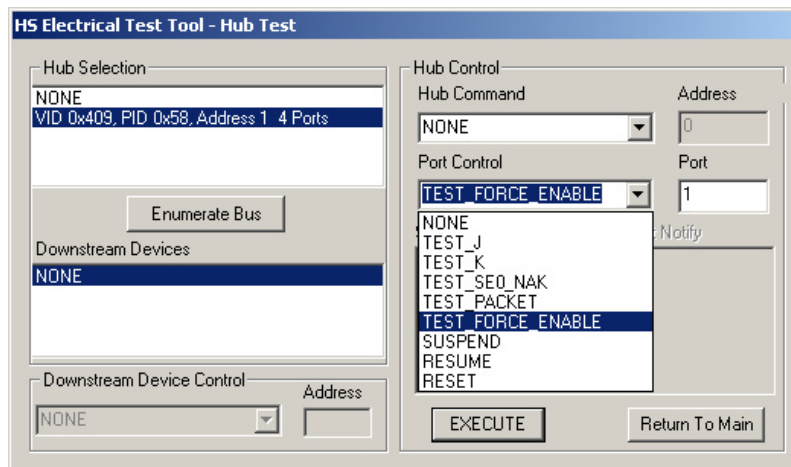 HS Electrical Test Tool - Hub Test
Hub Selection
NONE
VID 0x409, PID 0x58, Address 1 4 Ports
Enumerate Bus
Downstream Devices
NONE
Downstream Device Control
Address
NONE
Hub Control
Hub Command
Address
NONE
0
Port Control
Port
TEST_FORCE_ENABLE
1
NONE
TEST_J
TEST_K
TEST_SE0_NAK
TEST_PACKET
TEST_FORCE_ENABLE
SUSPEND
RESUME
RESET
Notify
EXECUTE
Return To Main